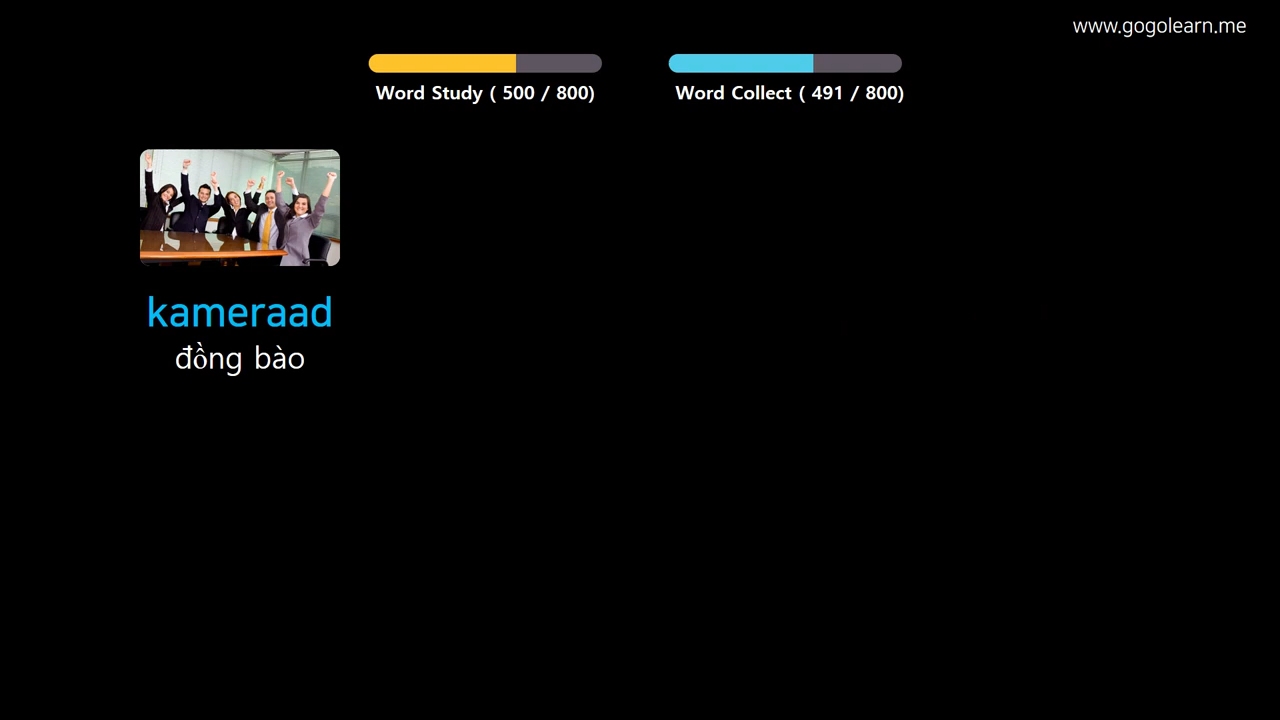 www.gogolearn.me
Word Study ( 500 / 800)
Word Collect ( 491 / 800)
kameraad
đồng bào